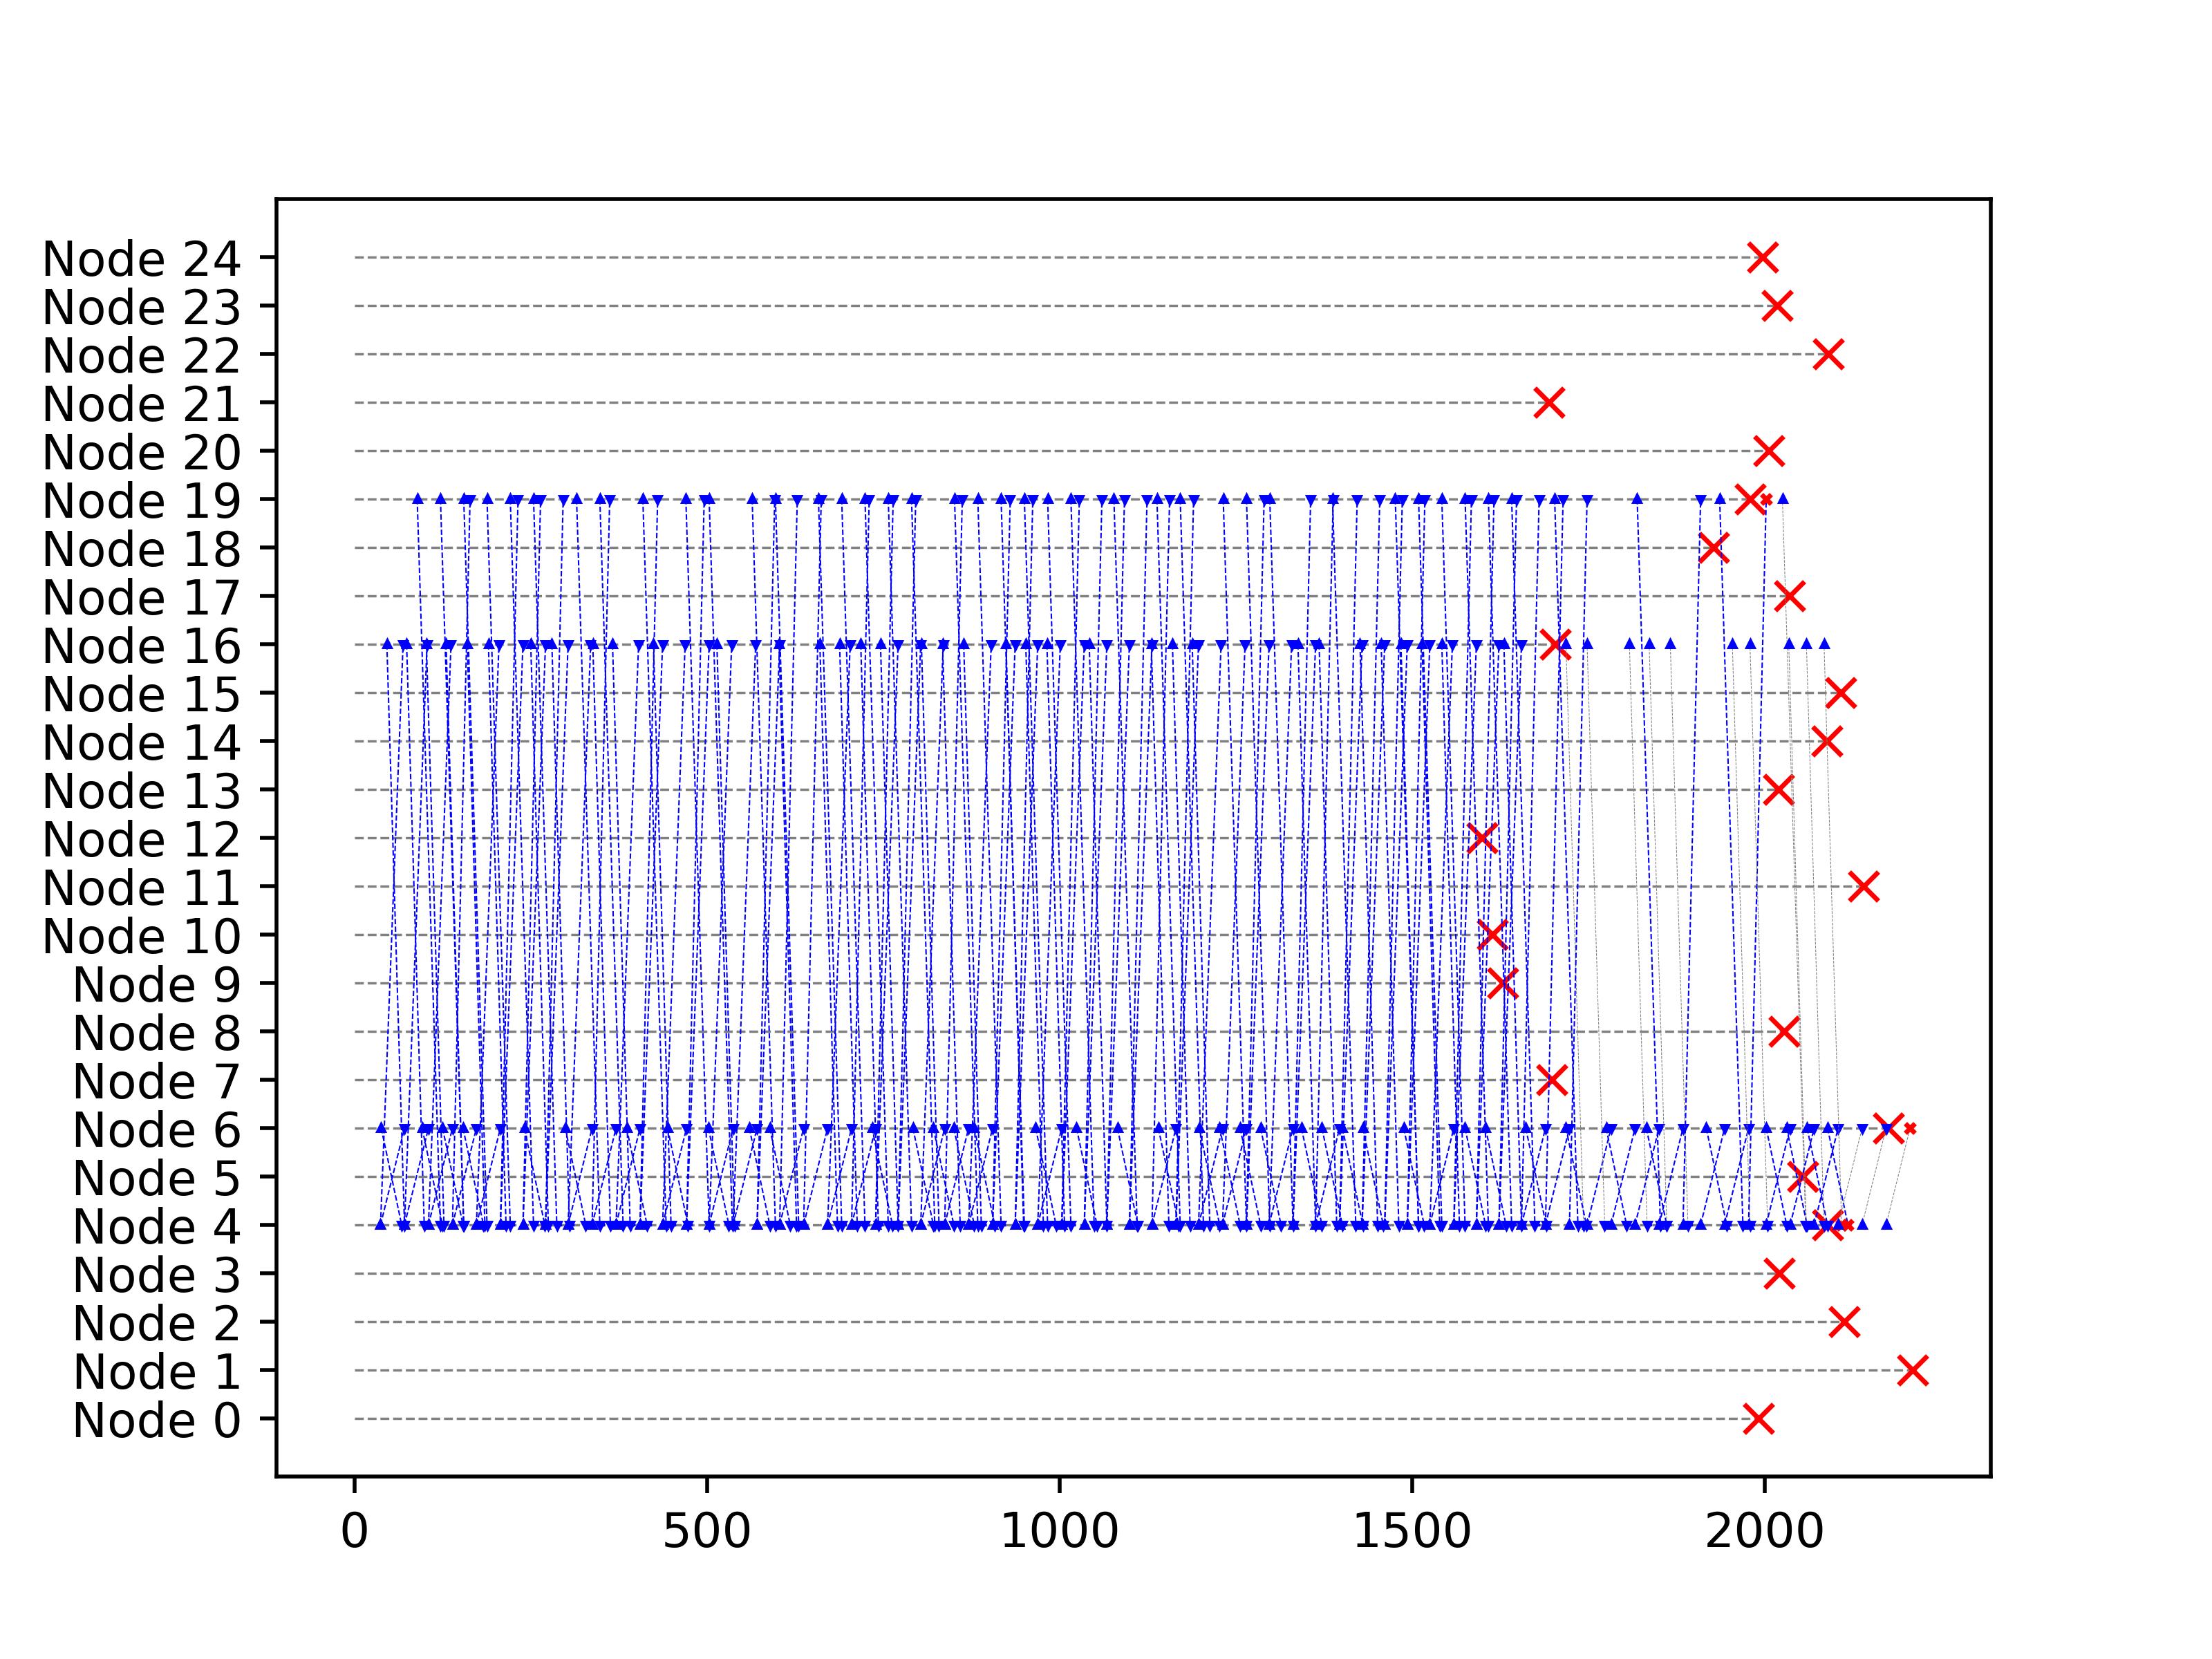 Node 24
Node 23
Node 22
Node 21
Node 20
Node 19
Node 18
Node 17
Node 16
Node 15
Node 14
Node 13
Node 12
Node 11
Node 10
Node 9
Node 8
Node 7
Node 6
Node 5
Node 4
Node 3
Node 2
Node 1
Node 0
0 500 1000 1500 2000